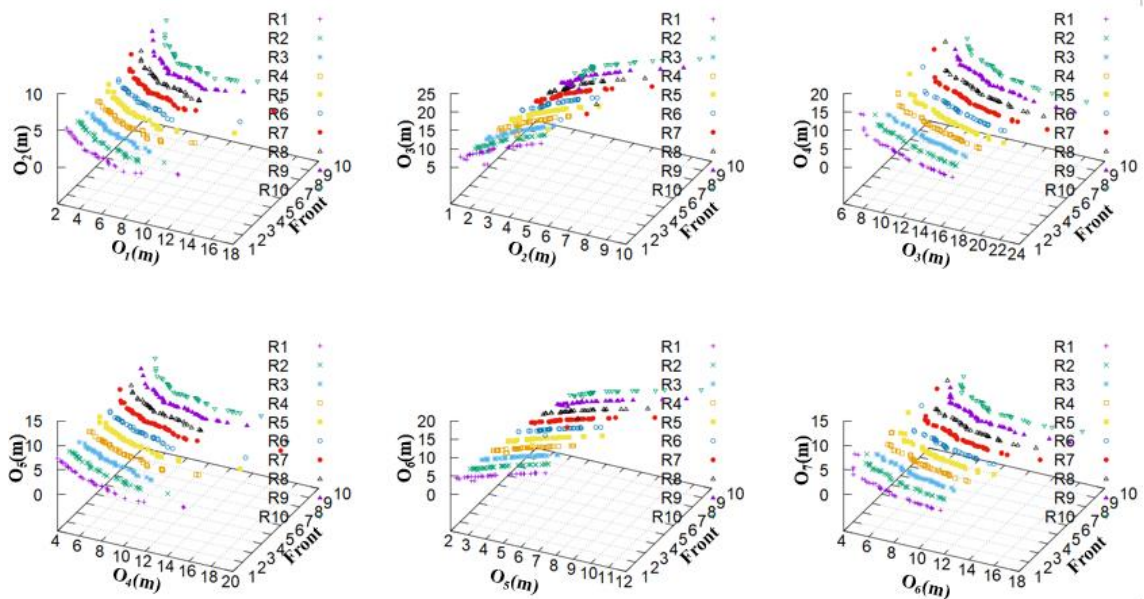 R1
R2
R3
R4
R5
R6
R7
R8
R9
R10
10
5
0
O2(m)
2 4 6 8 10 12 14 16 18
O1(m)
1 2 3 4 5 6 7 8 9 10
Front
R1
R2
R3
R4
R5
R6
R7
R8
R9
R10
25
20
15
10
5
O3(m)
1 2 3 4 5 6 7 8 9 10
O2(m)
1 2 3 4 5 6 7 8 9 10
Front
R1
R2
R3
R4
R5
R6
R7
R8
R9
R10
20
15
10
5
0
O4(m)
6 8 10 12 14 16 18 20 22 24
O3(m)
1 2 3 4 5 6 7 8 9 10
Front
R1
R2
R3
R4
R5
R6
R7
R8
R9
R10
15
10
5
0
O5(m)
4 6 8 10 12 14 16 18 20
O4(m)
1 2 3 4 5 6 7 8 9 10
Front
R1
R2
R3
R4
R5
R6
R7
R8
R9
R10
20
15
10
5
0
O6(m)
2 3 4 5 6 7 8 9 10 11 12
O5(m)
1 2 3 4 5 6 7 8 9 10
Front
R1
R2
R3
R4
R5
R6
R7
R8
R9
R10
15
10
5
0
O7(m)
4 6 8 10 12 14 16 18
O6(m)
1 2 3 4 5 6 7 8 9 10
Front